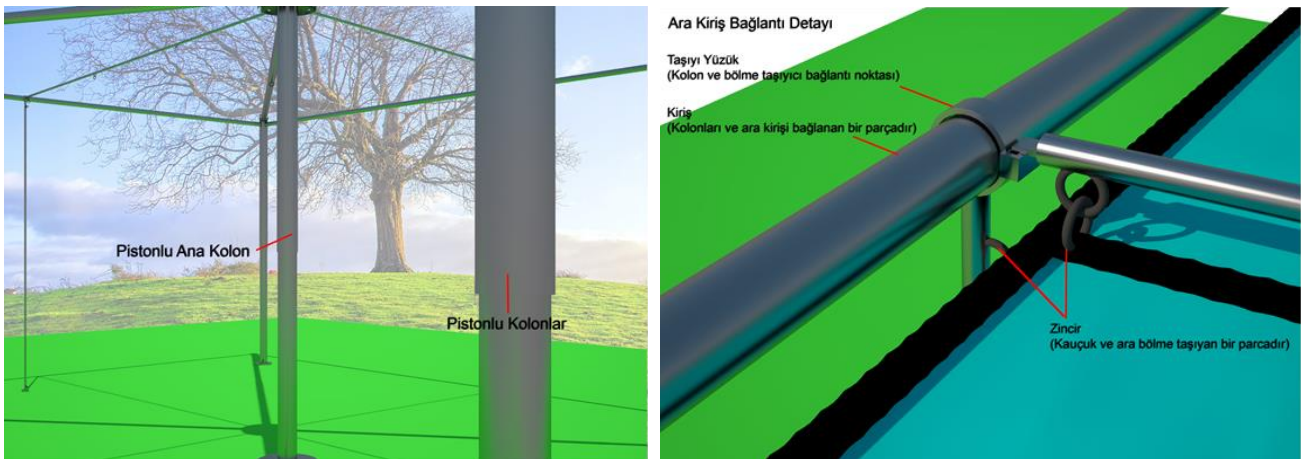 Pistonlu Ana Kolon
Pistonlu Kolonlar
Ara Kiriş Bağlantı Detayı
Taşıyı Yüzük
(Kolon ve bölme taşıyıcı bağlantı noktası)
Kiriş
(Kolonları ve ara kirişi bağlanan bir parçadır)
Zincir
(Kauçuk ve ara bölme taşıyan bir parcadır)